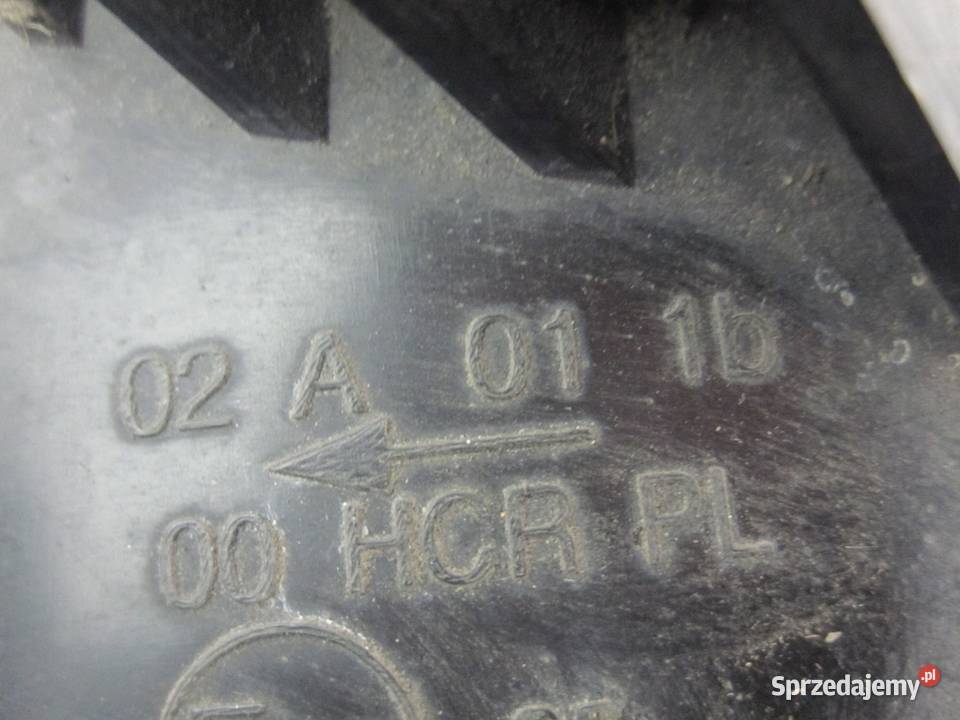 02 A 01 1b
00 HCR PL
Sprzedajemy.pl